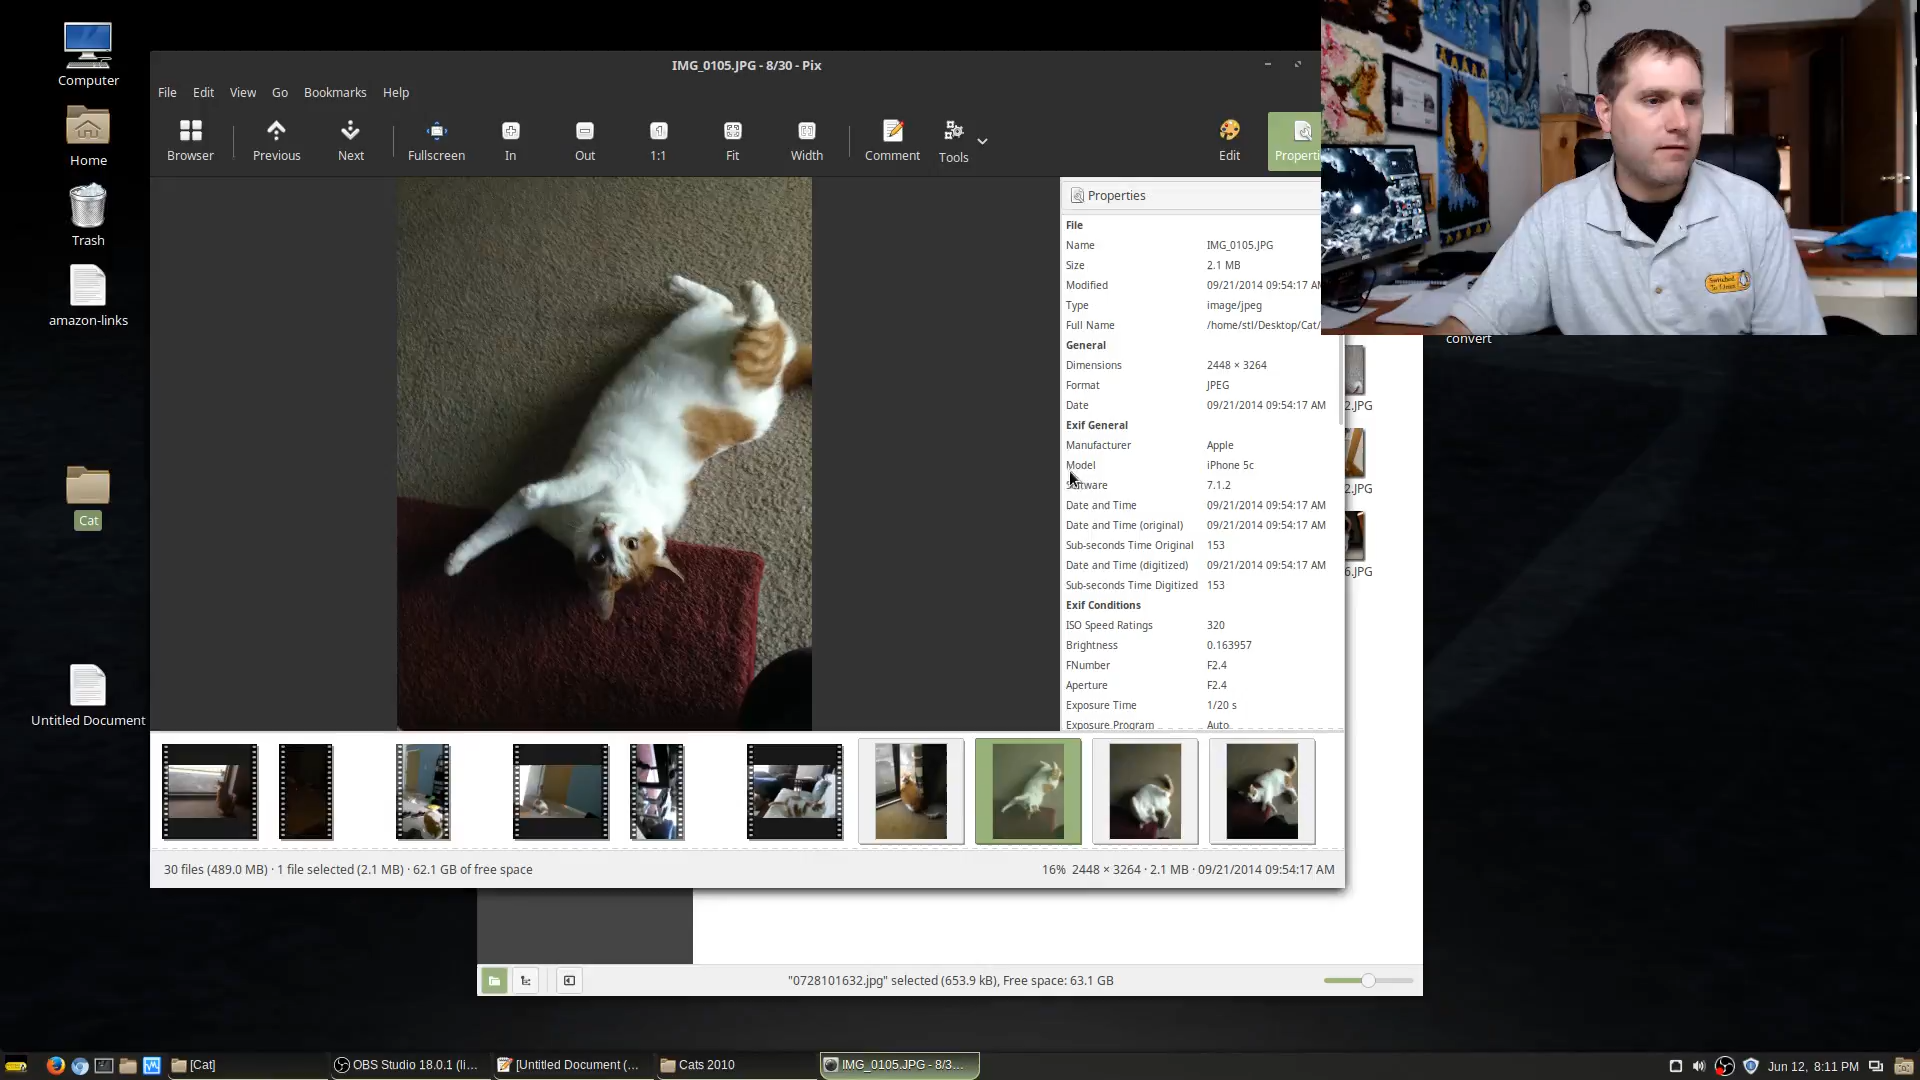 Computer
Home
Trash
amazon-links
Cat
Untitled Document
IMG_0105.JPG - 8/30 - Pix
File Edit View Go Bookmarks Help
Browser Previous Next Fullscreen In Out 1:1 Fit Width Comment Tools Edit Properti
Properties
File
Name IMG_0105.JPG
Size 2.1 MB
Modified 09/21/2014 09:54:17 AM
Type image/jpeg
Full Name /home/stl/Desktop/Cat/
General
Dimensions 2448 × 3264
Format JPEG
Date 09/21/2014 09:54:17 AM
Exif General
Manufacturer Apple
Model iPhone 5c
Software 7.1.2
Date and Time 09/21/2014 09:54:17 AM
Date and Time (original) 09/21/2014 09:54:17 AM
Sub-seconds Time Original 153
Date and Time (digitized) 09/21/2014 09:54:17 AM
Sub-seconds Time Digitized 153
Exif Conditions
ISO Speed Ratings 320
Brightness 0.163957
FNumber F2.4
Aperture F2.4
Exposure Time 1/20 s
Exposure Program Auto
convert
2.JPG
2.JPG
6.JPG
30 files (489.0 MB) · 1 file selected (2.1 MB) · 62.1 GB of free space
16% 2448 × 3264 · 2.1 MB · 09/21/2014 09:54:17 AM
"0728101632.jpg" selected (653.9 kB), Free space: 63.1 GB
[Cat]
OBS Studio 18.0.1 (li...
[Untitled Document (...
Cats 2010
IMG_0105.JPG - 8/3...
Jun 12, 8:11 PM